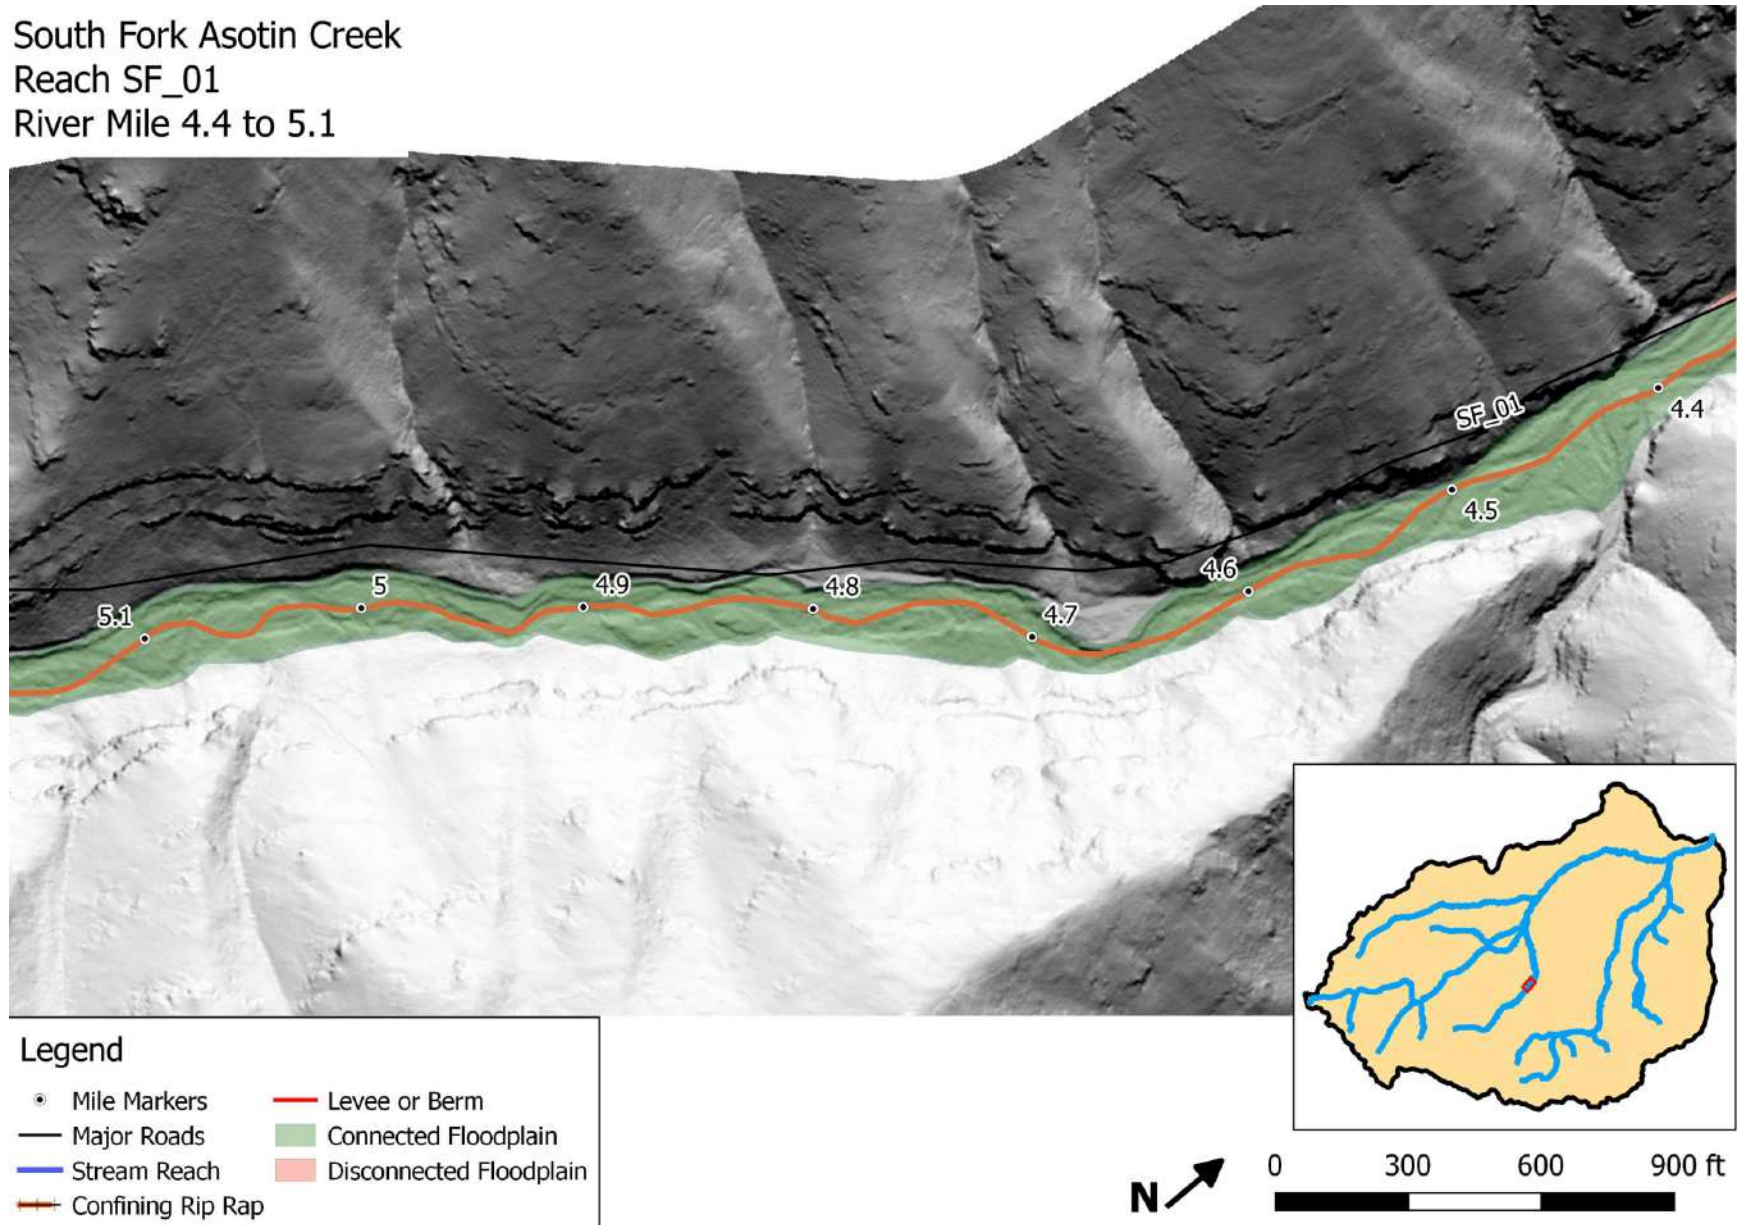 South Fork Asotin Creek
Reach SF_01
River Mile 4.4 to 5.1
SF_01
4.4
4.5
4.6
4.7
4.8
4.9
5
5.1
Legend
Mile Markers
Major Roads
Stream Reach
Confining Rip Rap
Levee or Berm
Connected Floodplain
Disconnected Floodplain
N
0 300 600 900 ft